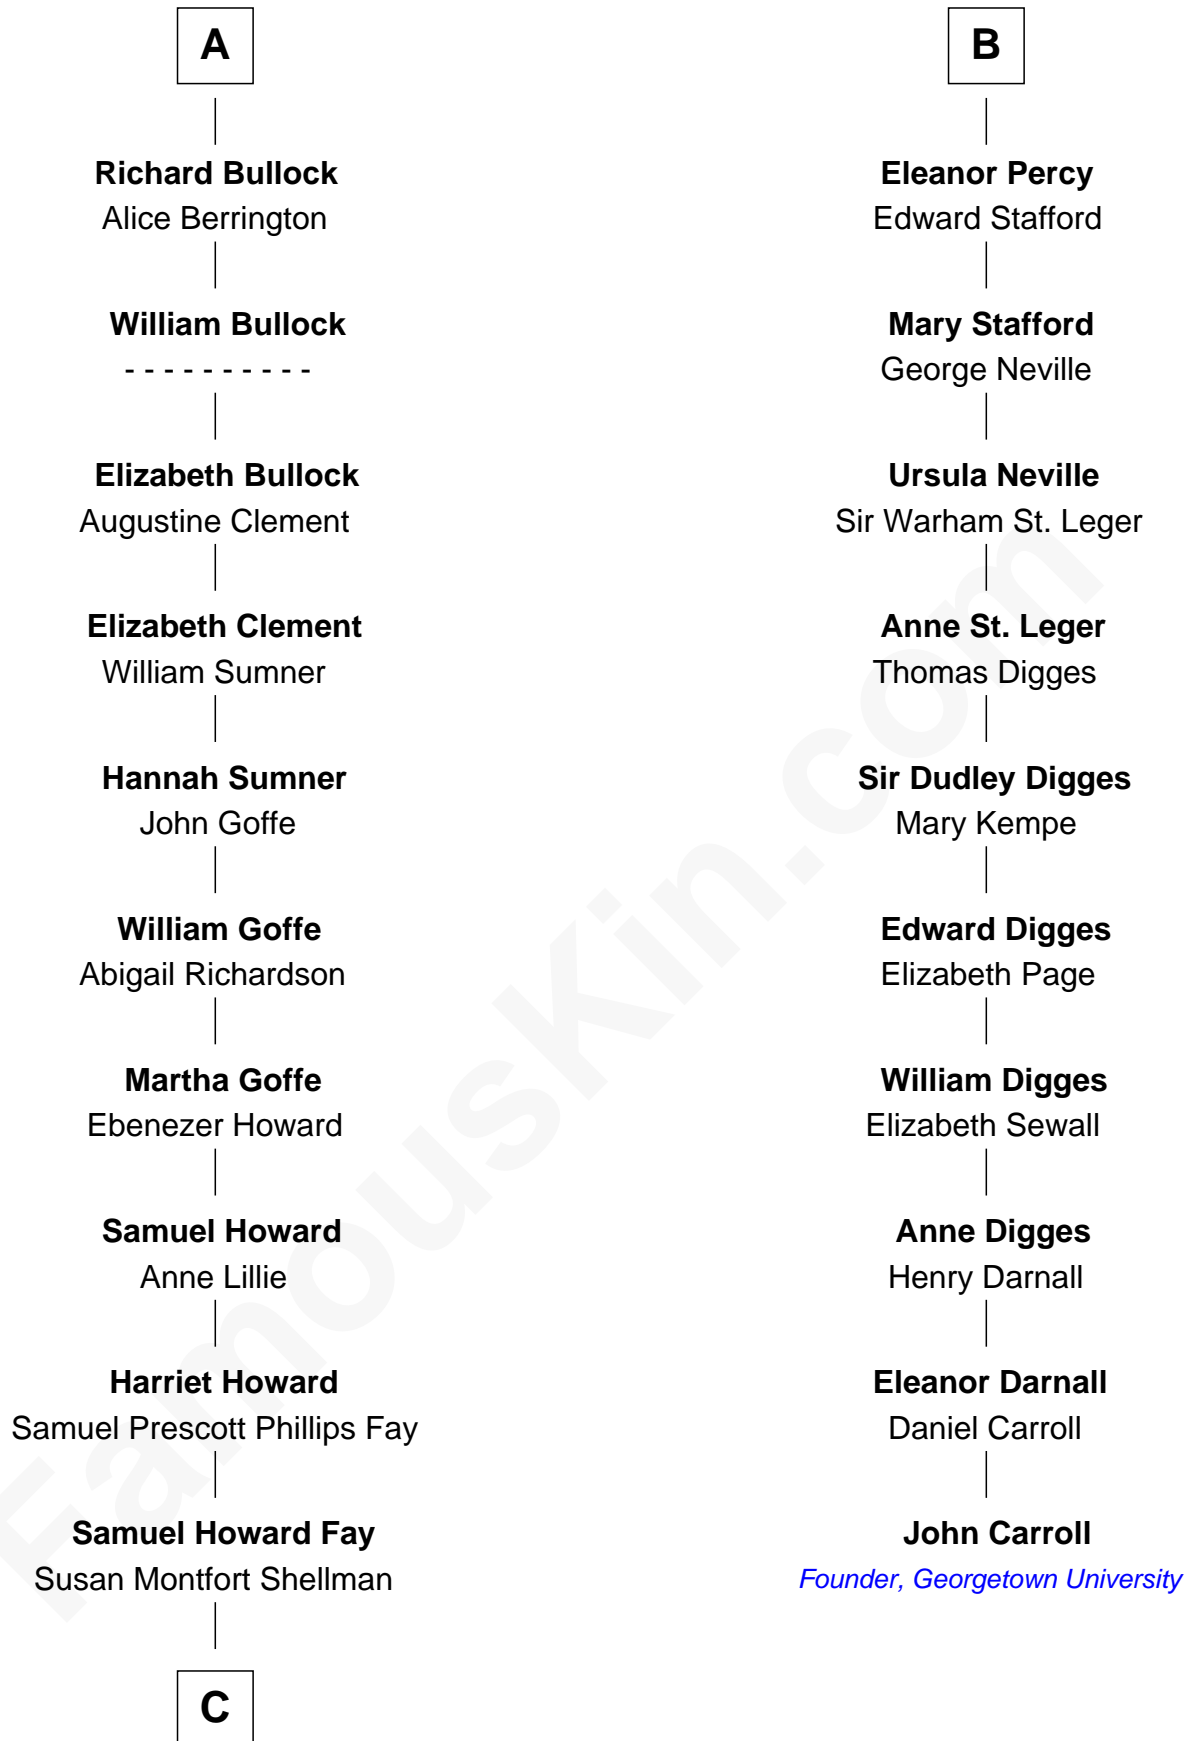 A
Richard Bullock
Alice Berrington
William Bullock
- - - - - - - - - -
Elizabeth Bullock
Augustine Clement
Elizabeth Clement
William Sumner
Hannah Sumner
John Goffe
William Goffe
Abigail Richardson
Martha Goffe
Ebenezer Howard
Samuel Howard
Anne Lillie
Harriet Howard
Samuel Prescott Phillips Fay
Samuel Howard Fay
Susan Montfort Shellman
C
B
Eleanor Percy
Edward Stafford
Mary Stafford
George Neville
Ursula Neville
Sir Warham St. Leger
Anne St. Leger
Thomas Digges
Sir Dudley Digges
Mary Kempe
Edward Digges
Elizabeth Page
William Digges
Elizabeth Sewall
Anne Digges
Henry Darnall
Eleanor Darnall
Daniel Carroll
John Carroll
Founder, Georgetown University
FamousKin.com